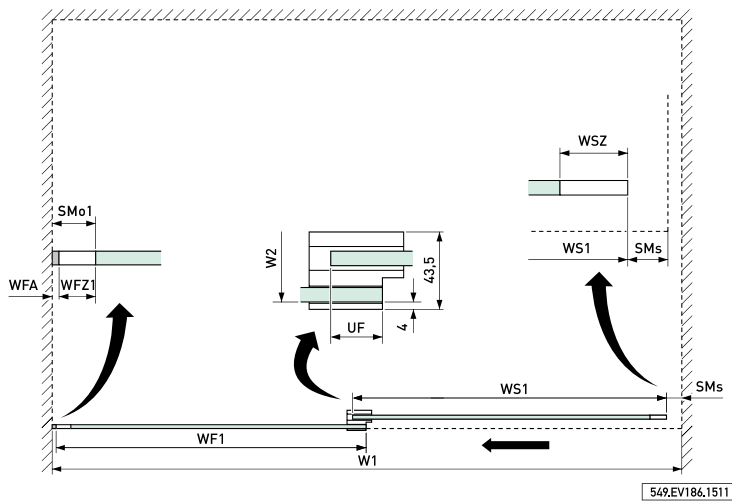 WSZ
SMo1
W2
43,5
WS1
SMs
WFA
WFZ1
UF
4
WS1
SMs
WF1
W1
549.EV186.1511